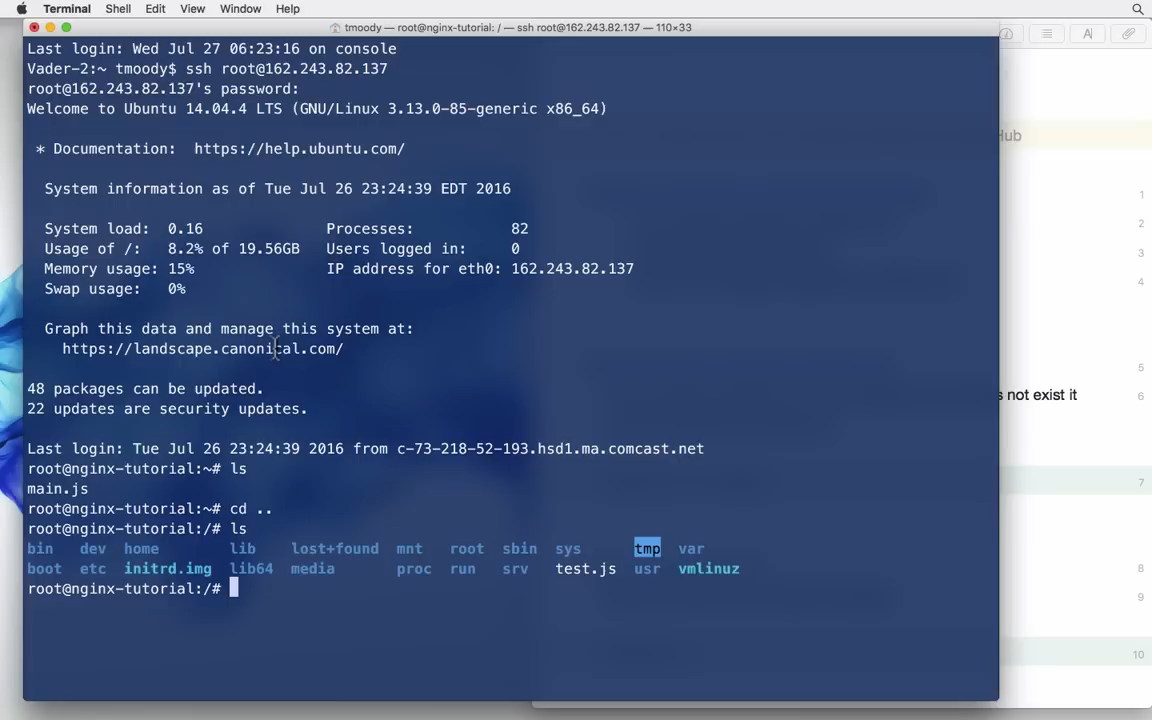 Terminal Shell Edit View Window Help
tmoody — root@nginx-tutorial: / — ssh root@162.243.82.137 — 110×33
Last login: Wed Jul 27 06:23:16 on console
Vader-2:~ tmoody$ ssh root@162.243.82.137
root@162.243.82.137's password:
Welcome to Ubuntu 14.04.4 LTS (GNU/Linux 3.13.0-85-generic x86_64)
* Documentation:  https://help.ubuntu.com/
System information as of Tue Jul 26 23:24:39 EDT 2016
System load: 0.16 Processes: 82
Usage of /: 8.2% of 19.56GB Users logged in: 0
Memory usage: 15% IP address for eth0: 162.243.82.137
Swap usage: 0%
Graph this data and manage this system at:
https://landscape.canonical.com/
48 packages can be updated.
22 updates are security updates.
Last login: Tue Jul 26 23:24:39 2016 from c-73-218-52-193.hsd1.ma.comcast.net
root@nginx-tutorial:~# ls
main.js
root@nginx-tutorial:~# cd ..
root@nginx-tutorial:/# ls
bin dev home lib lost+found mnt root sbin sys tmp var
boot etc initrd.img lib64 media proc run srv test.js usr vmlinuz
root@nginx-tutorial:/#
Hub
1
2
3
4
5
s not exist it 6
7
8
9
10